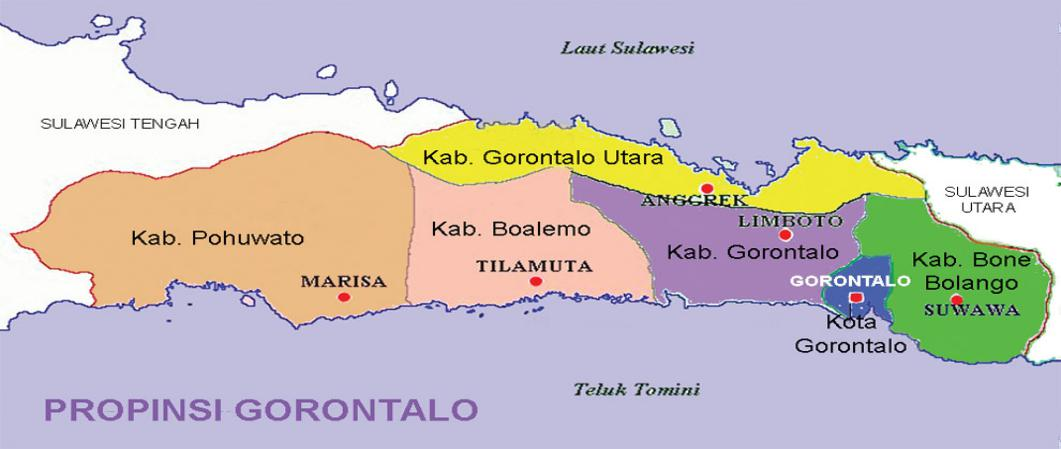 Laut Sulawesi
SULAWESI TENGAH
Kab. Gorontalo Utara
ANGGREK
SULAWESI
UTARA
LIMBOTO
Kab. Pohuwato
Kab. Boalemo
Kab. Gorontalo
Kab. Bone
Bolango
TILAMUTA
MARISA
GORONTALO
SUWAWA
Kota
Gorontalo
Teluk Tomini
PROPINSI GORONTALO